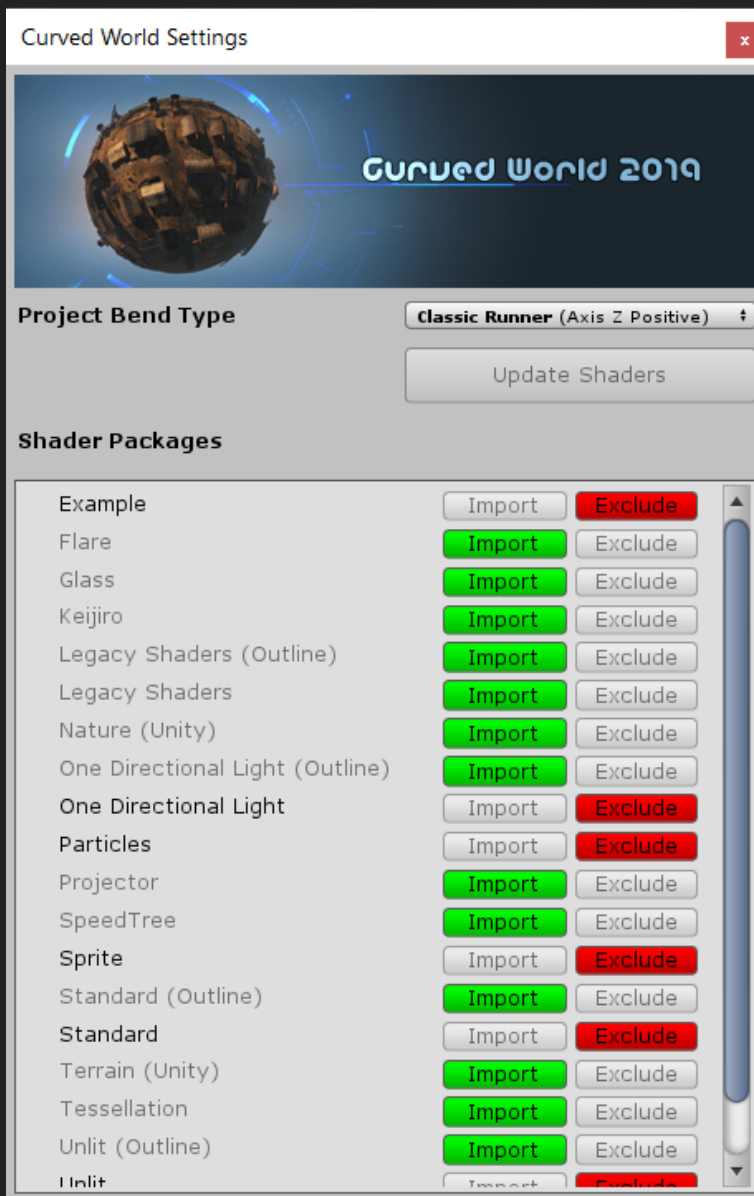 Curved World Settings
x
Curved World 2019
Project Bend Type Classic Runner (Axis Z Positive)
Update Shaders
Shader Packages
Example Import Exclude
Flare Import Exclude
Glass Import Exclude
Keijiro Import Exclude
Legacy Shaders (Outline) Import Exclude
Legacy Shaders Import Exclude
Nature (Unity) Import Exclude
One Directional Light (Outline) Import Exclude
One Directional Light Import Exclude
Particles Import Exclude
Projector Import Exclude
SpeedTree Import Exclude
Sprite Import Exclude
Standard (Outline) Import Exclude
Standard Import Exclude
Terrain (Unity) Import Exclude
Tessellation Import Exclude
Unlit (Outline) Import Exclude
Unlit Import Exclude